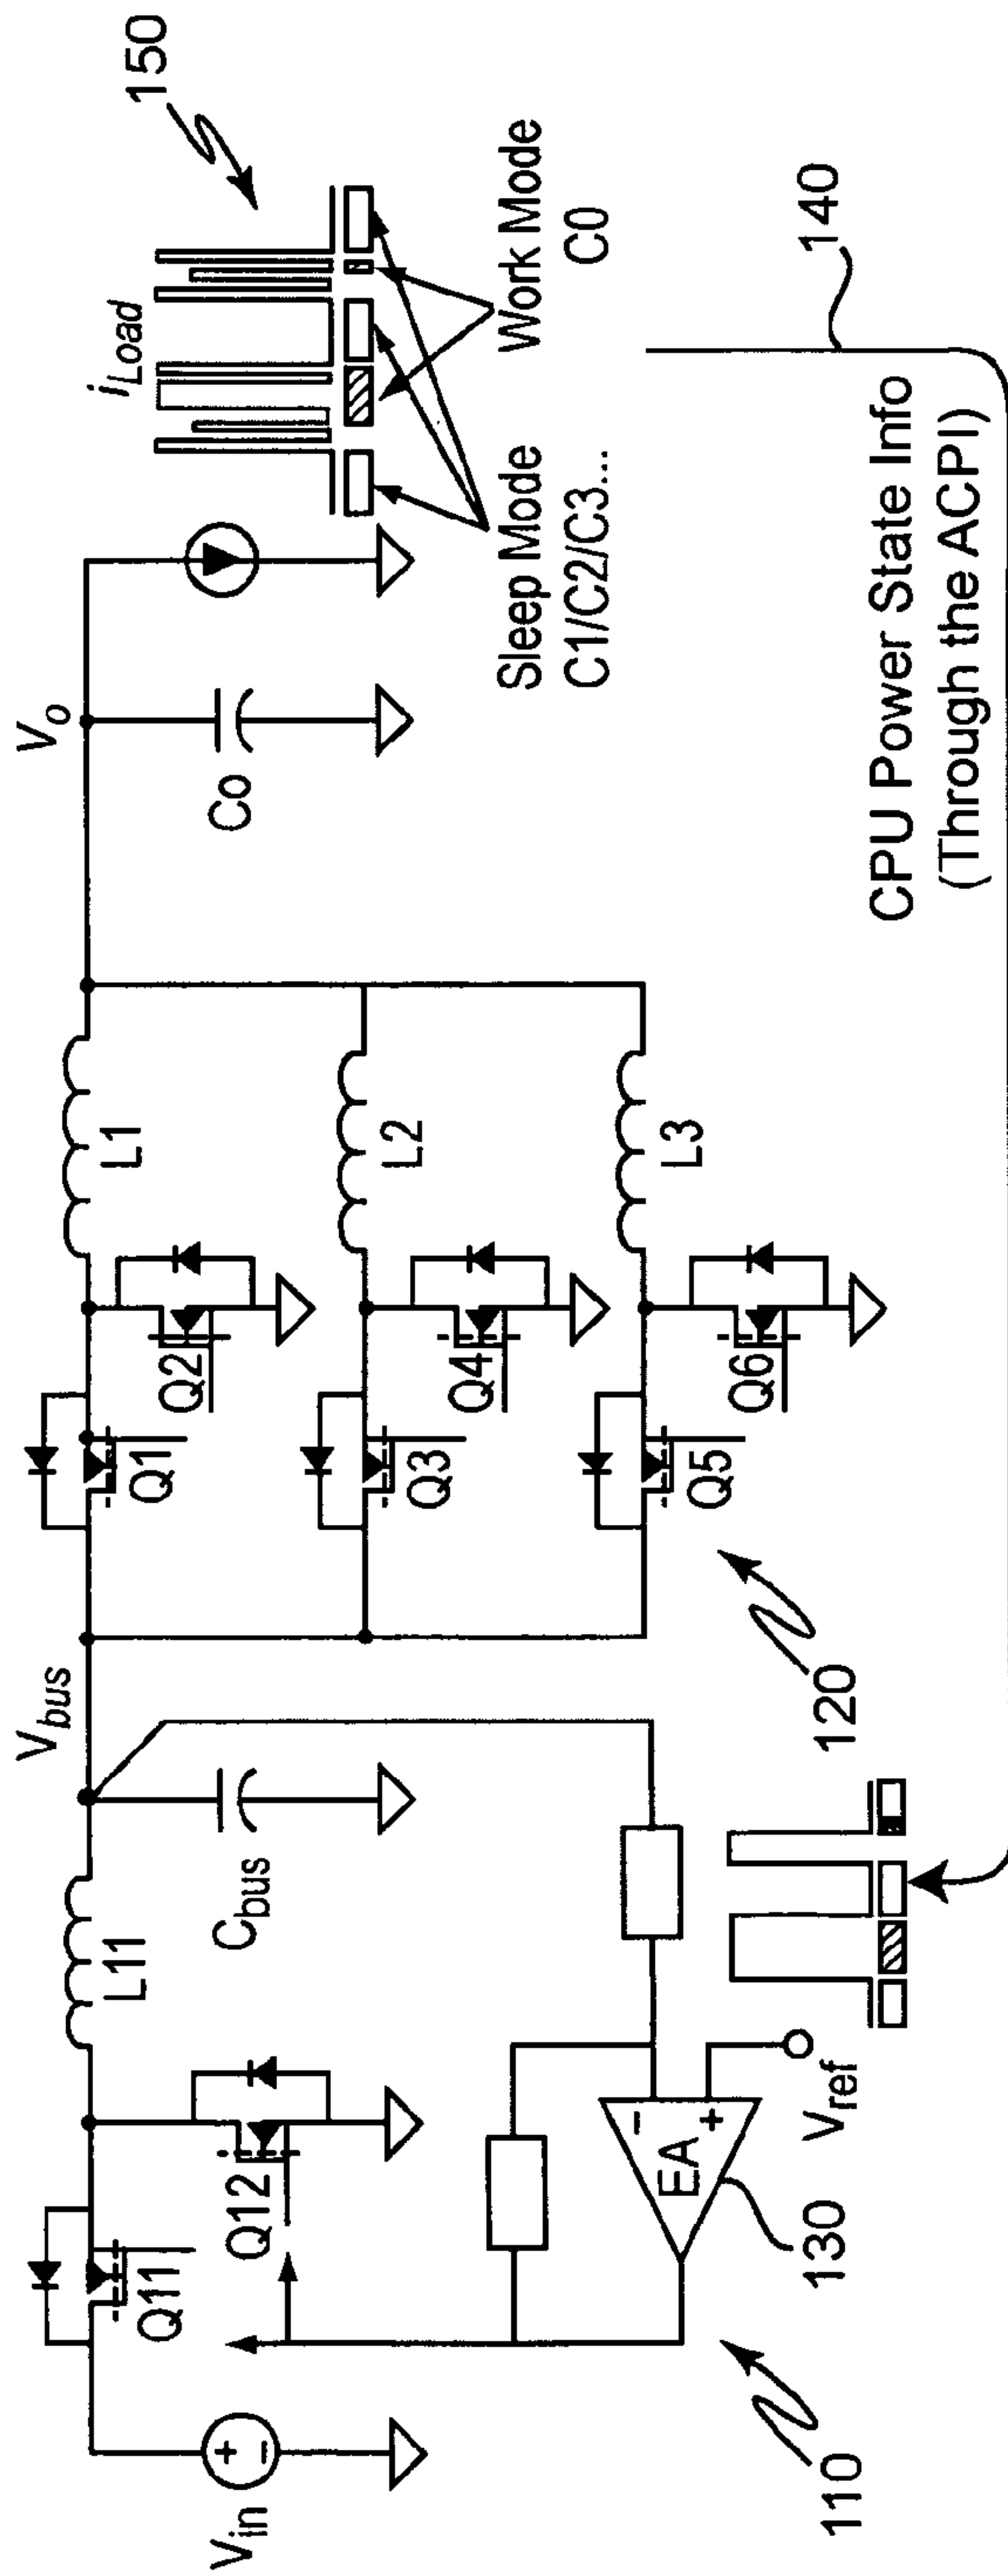 Vin
Q11
Q12
L11
Cbus
Vbus
Q1
Q2
L1
Q3
Q4
L2
Q5
Q6
L3
Vo
Co
iLoad
150
Sleep Mode
C1/C2/C3...
Work Mode
C0
140
CPU Power State Info
(Through the ACPI)
EA
-
+
Vref
130
110
120
+
-